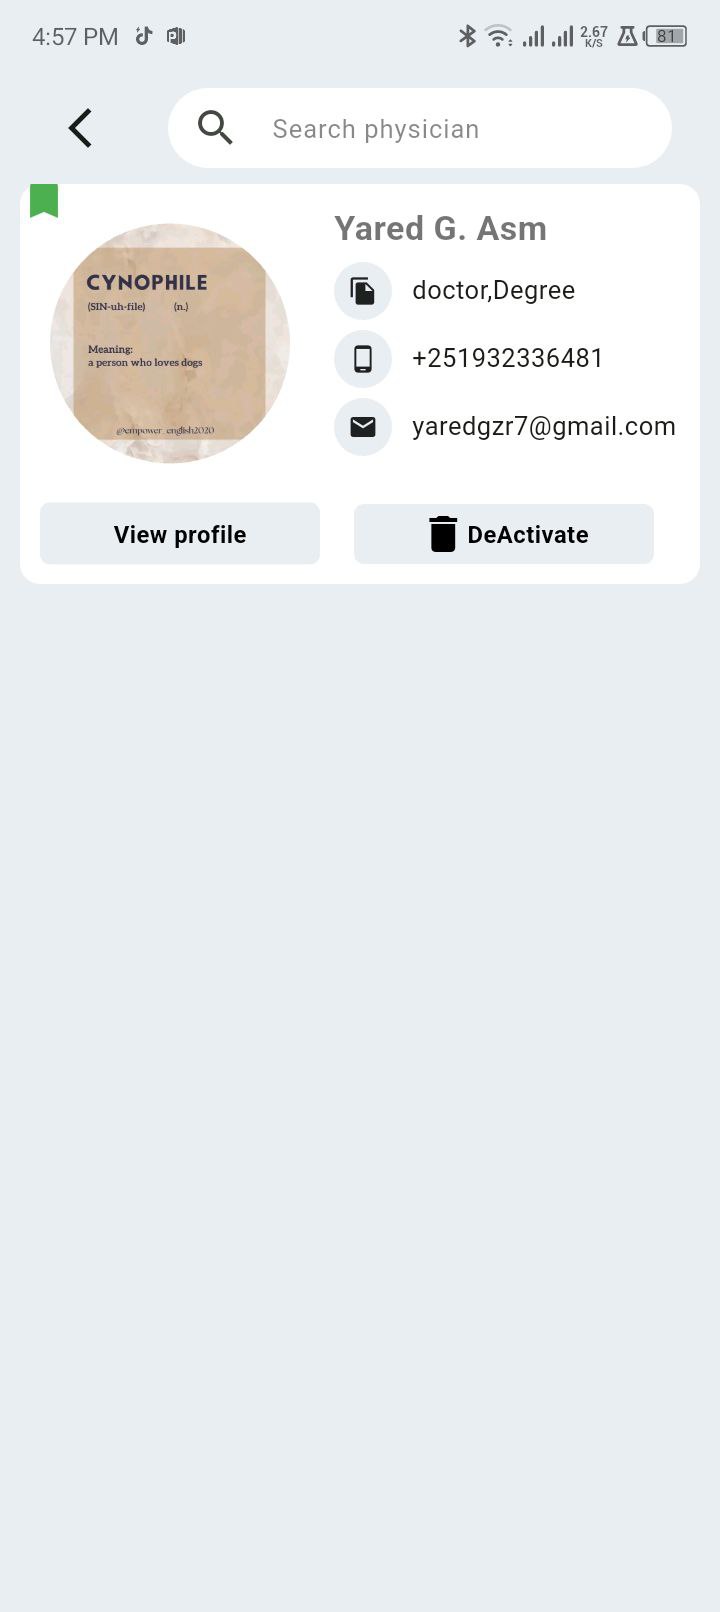 4:57 PM
2.67
K/S
81
Search physician
Yared G. Asm
CYNOPHILE
(SIN-uh-file) (n.)
Meaning:
a person who loves dogs
@empower_english2020
doctor,Degree
+251932336481
yaredgzr7@gmail.com
View profile
DeActivate